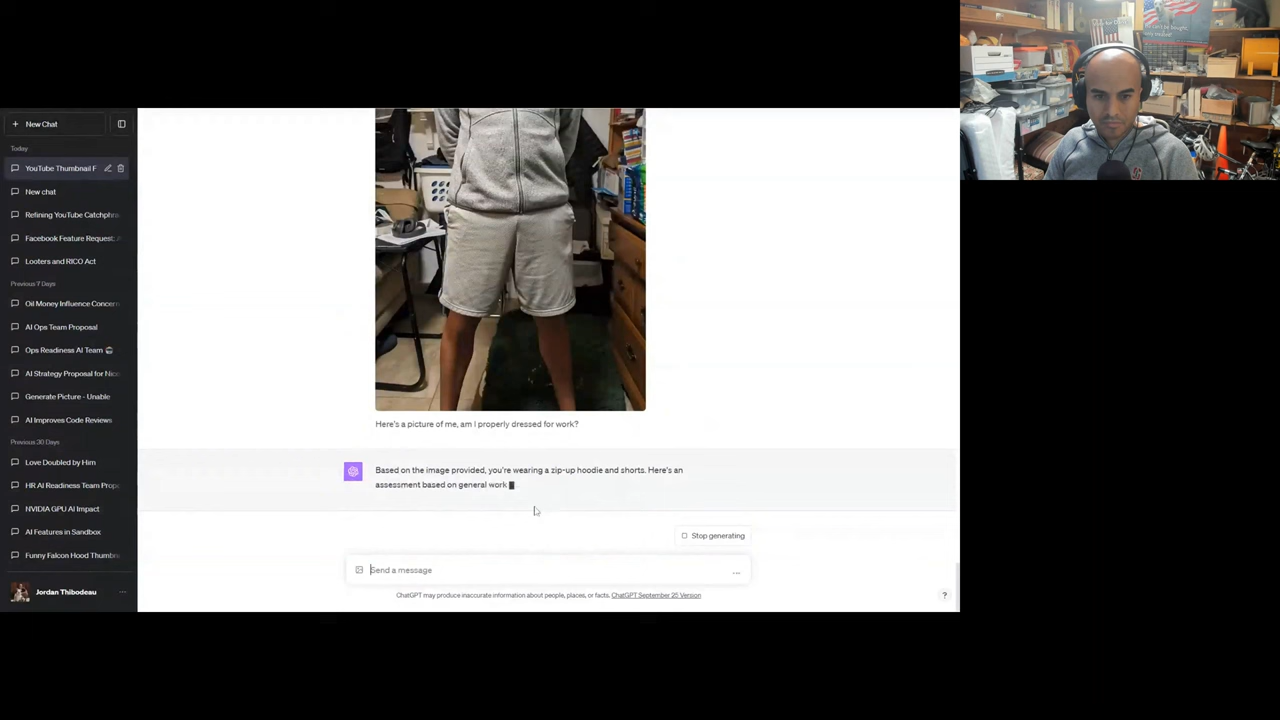 New Chat
Today
YouTube Thumbnail F
New chat
Refining YouTube Catchphra
Facebook Feature Request:
Looters and RICO Act
Previous 7 Days
Oil Money Influence Concern
AI Ops Team Proposal
Ops Readiness AI Team
AI Strategy Proposal for Nic
Generate Picture - Unable
AI Improves Code Reviews
Previous 30 Days
Love Doubled by Him
HR AI Readiness Team Prop
NVIDIA GPU AI Impact
AI Features in Sandbox
Funny Falcon Hood Thumbn
Jordan Thibodeau
Here's a picture of me, am I properly dressed for work?
Based on the image provided, you're wearing a zip-up hoodie and shorts. Here's an
assessment based on general work
Stop generating
Send a message
ChatGPT may produce inaccurate information about people, places, or facts. ChatGPT September 25 Version
?